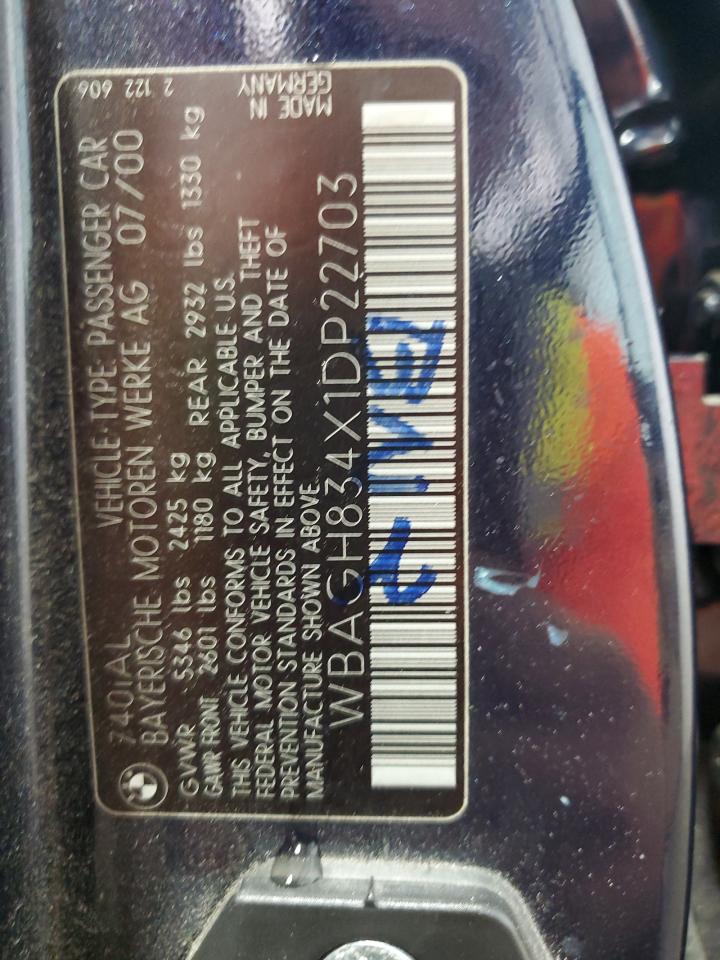 740IAL VEHICLE-TYPE PASSENGER CAR 2 122 606
BAYERISCHE MOTOREN WERKE AG 07/00
GVWR 5346 lbs 2425 kg
GAWR FRONT 2601 lbs 1180 kg REAR 2932 lbs 1330 kg
THIS VEHICLE CONFORMS TO ALL APPLICABLE U.S.
FEDERAL MOTOR VEHICLE SAFETY, BUMPER AND THEFT
PREVENTION STANDARDS IN EFFECT ON THE DATE OF
MANUFACTURE SHOWN ABOVE.
MADE IN
GERMANY
WBAGH834X1DP22703